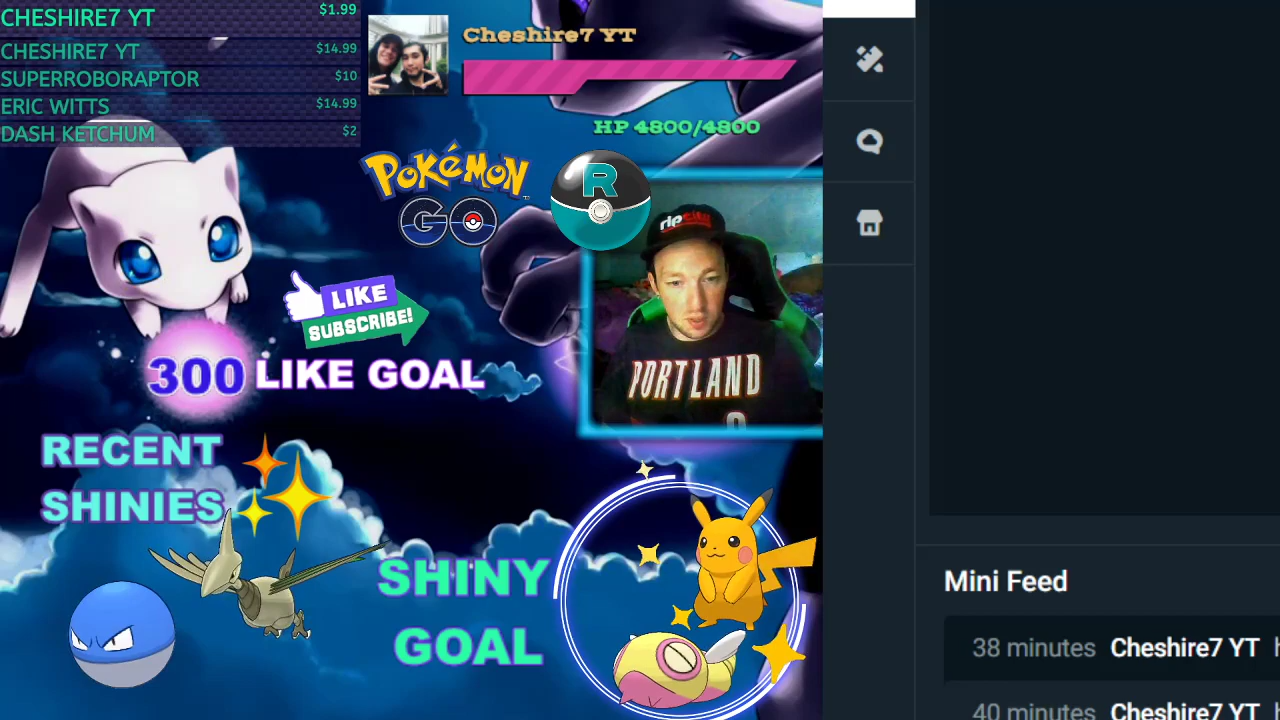 CHESHIRE7 YT $1.99
CHESHIRE7 YT $14.99
SUPERROBORAPTOR $10
ERIC WITTS $14.99
DASH KETCHUM $2
Cheshire7 YT
HP 4800/4800
POKéMON
GO
R
ripcity
LIKE
SUBSCRIBE!
300 LIKE GOAL
PORTLAND
RECENT
SHINIES
SHINY
GOAL
Mini Feed
38 minutes Cheshire7 YT
40 minutes Cheshire7 YT